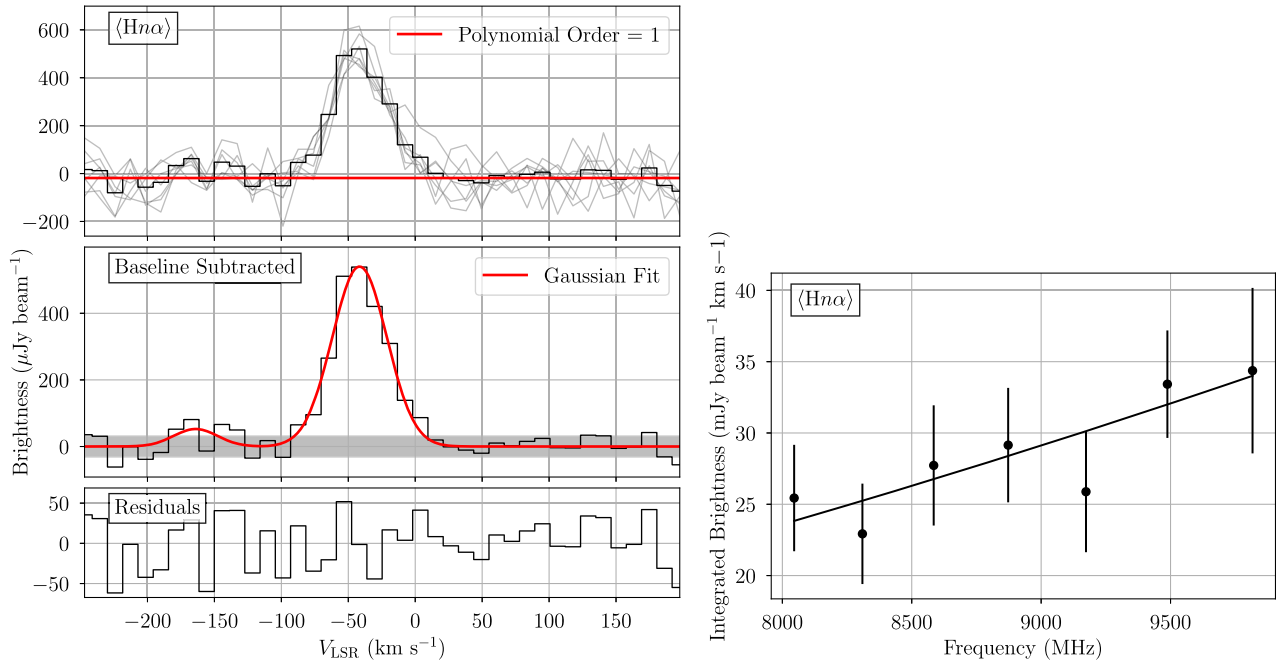 ⟨Hnα⟩
Polynomial Order = 1
600
400
200
0
−200
Baseline Subtracted
Gaussian Fit
400
200
0
Brightness (μJy beam⁻¹)
Residuals
50
0
−50
−200 −150 −100 −50 0 50 100 150
V_LSR (km s⁻¹)
⟨Hnα⟩
40
35
30
25
20
Integrated Brightness (mJy beam⁻¹ km s−1)
8000 8500 9000 9500
Frequency (MHz)